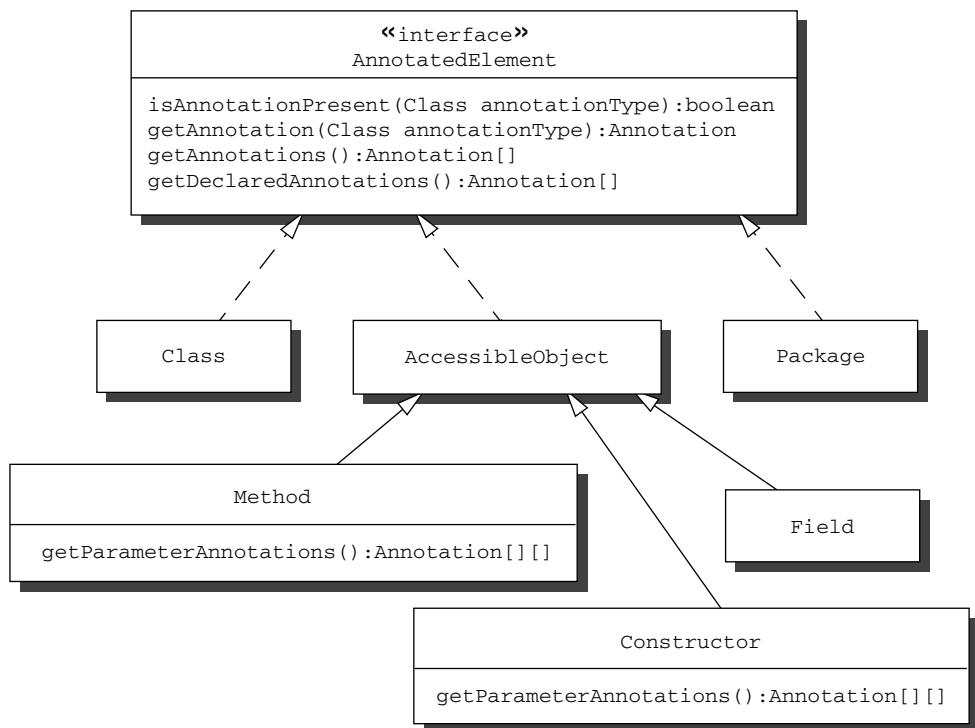 «interface»
AnnotatedElement
isAnnotationPresent(Class annotationType):boolean
getAnnotation(Class annotationType):Annotation
getAnnotations():Annotation[]
getDeclaredAnnotations():Annotation[]
Class
AccessibleObject
Package
Method
getParameterAnnotations():Annotation[][]
Field
Constructor
getParameterAnnotations():Annotation[][]